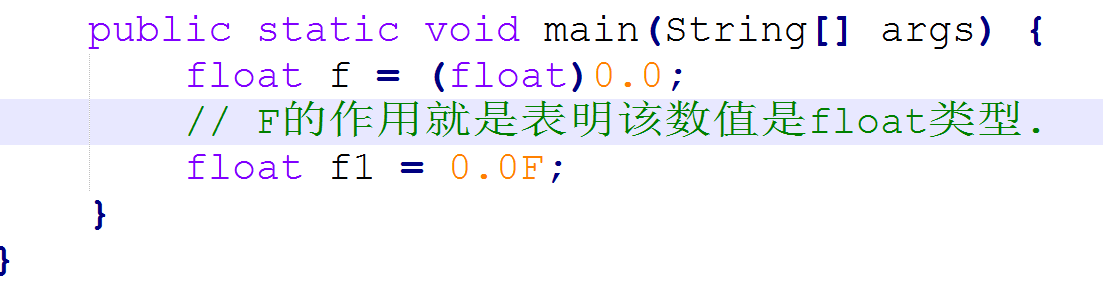 public static void main(String[] args) {
float f = (float)0.0;
// F的作用就是表明该数值是float类型.
float f1 = 0.0F;
}
}